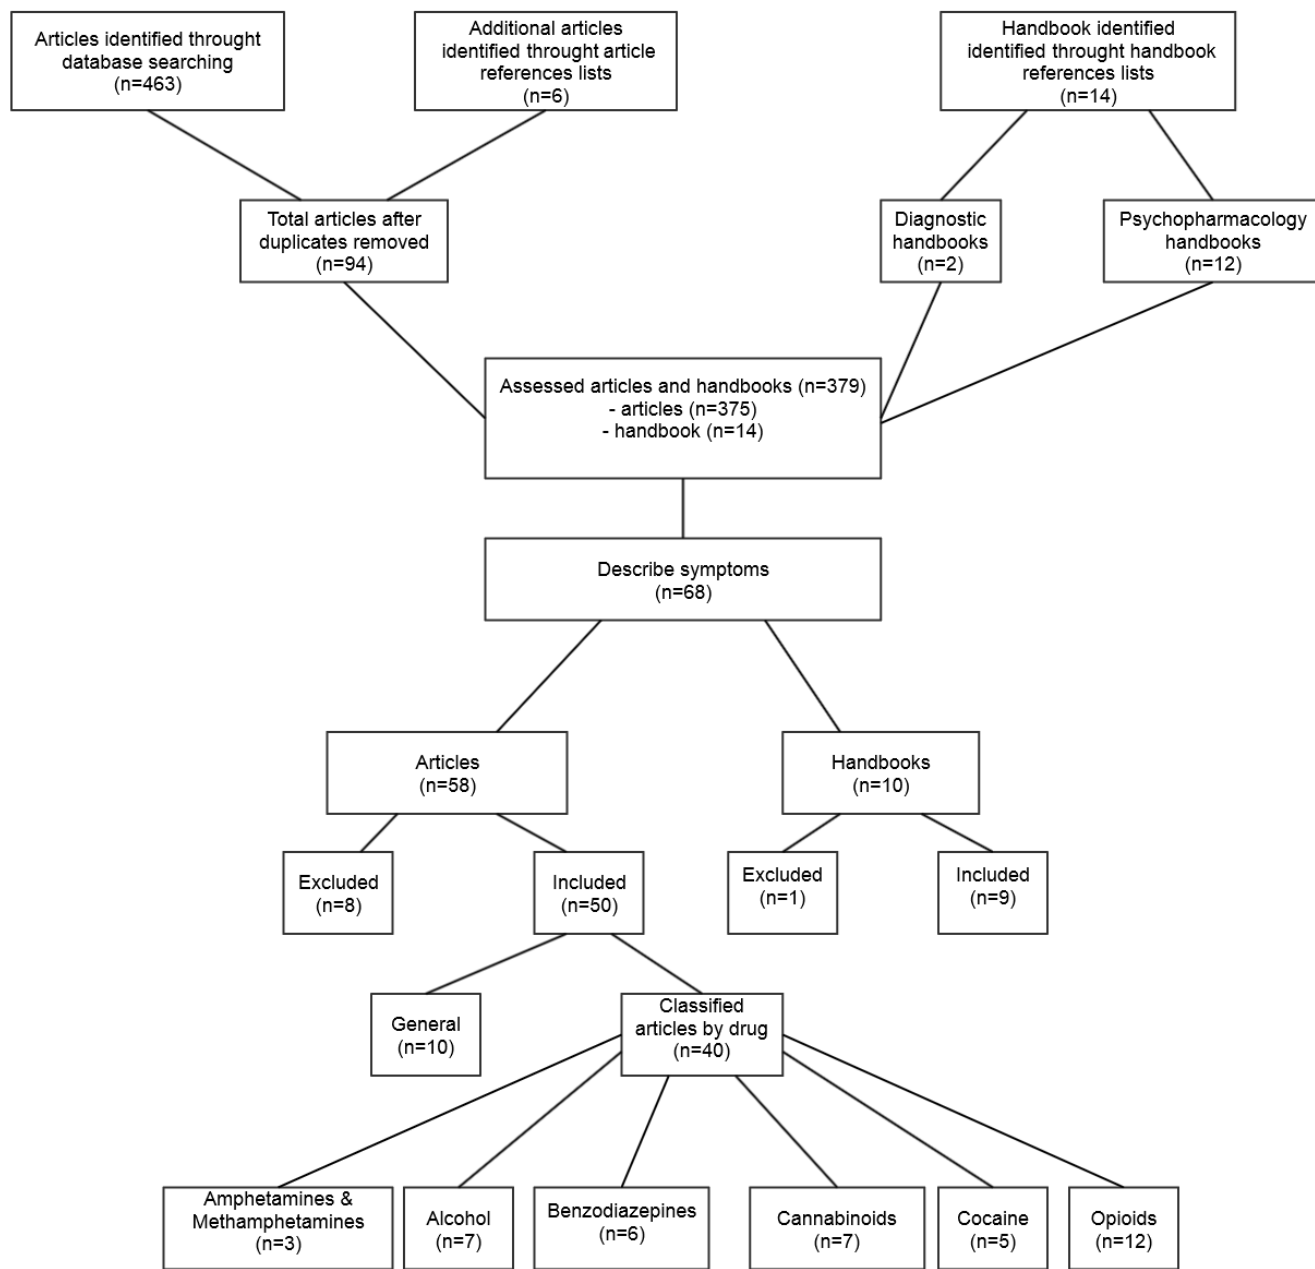 Articles identified throught
database searching
(n=463)
Additional articles
identified throught article
references lists
(n=6)
Handbook identified
identified throught handbook
references lists
(n=14)
Total articles after
duplicates removed
(n=94)
Diagnostic
handbooks
(n=2)
Psychopharmacology
handbooks
(n=12)
Assessed articles and handbooks (n=379)
- articles (n=375)
- handbook (n=14)
Describe symptoms
(n=68)
Articles
(n=58)
Handbooks
(n=10)
Excluded
(n=8)
Included
(n=50)
Excluded
(n=1)
Included
(n=9)
General
(n=10)
Classified
articles by drug
(n=40)
Amphetamines &
Methamphetamines
(n=3)
Alcohol
(n=7)
Benzodiazepines
(n=6)
Cannabinoids
(n=7)
Cocaine
(n=5)
Opioids
(n=12)